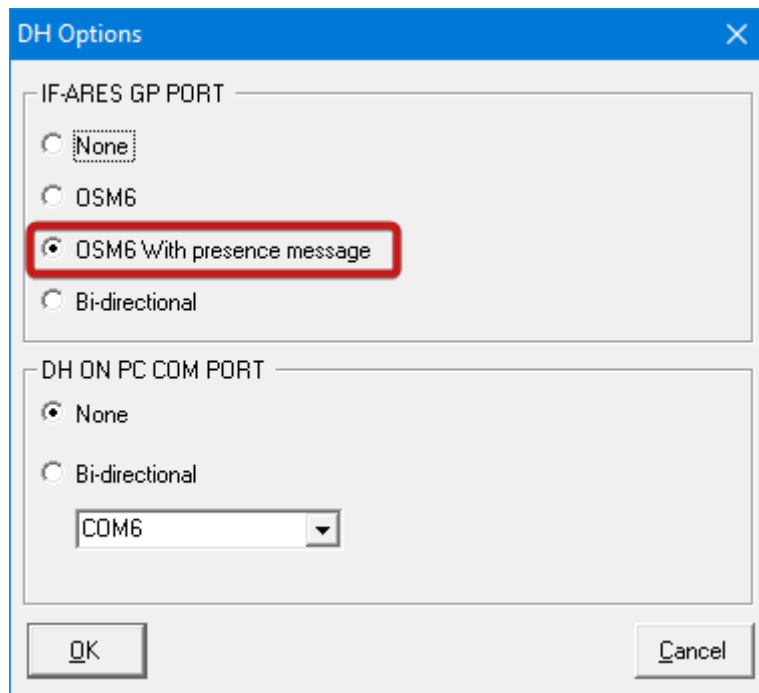 DH Options
IF-ARES GP PORT
None
OSM6
OSM6 With presence message
Bi-directional
DH ON PC COM PORT
None
Bi-directional
COM6
OK
Cancel